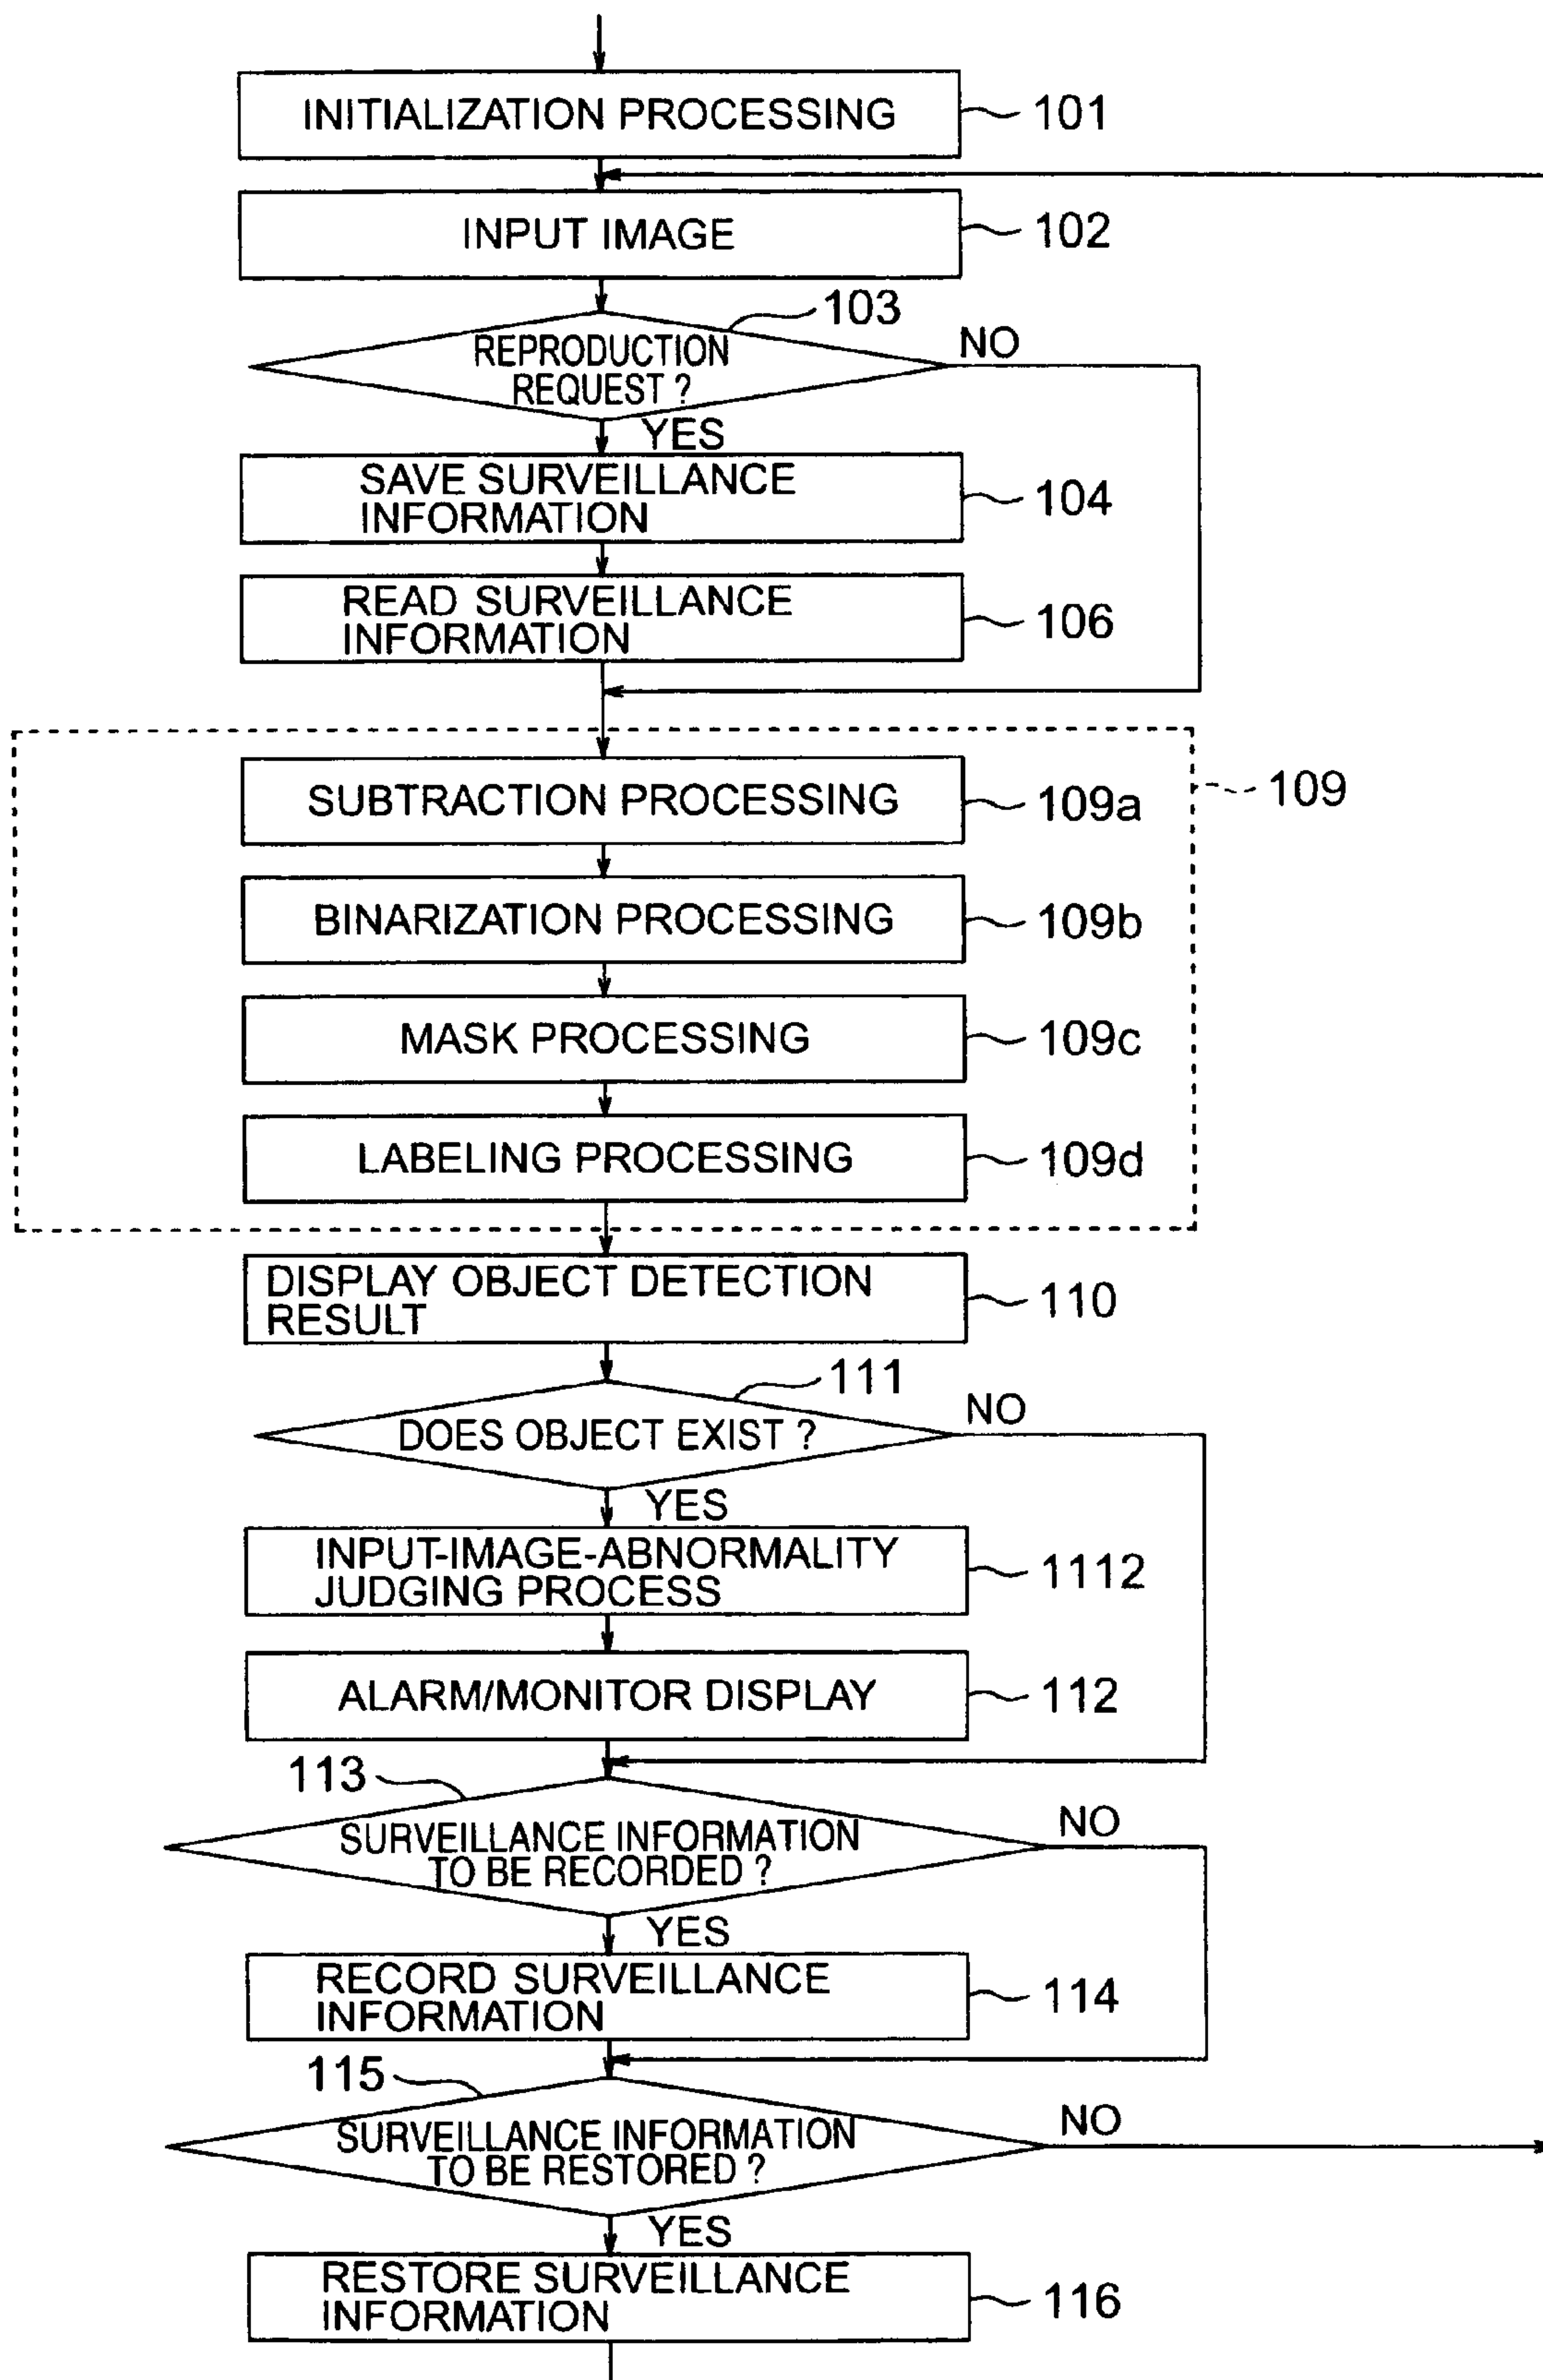 INITIALIZATION PROCESSING
101
INPUT IMAGE
102
103
REPRODUCTION
REQUEST ?
NO
YES
SAVE SURVEILLANCE
INFORMATION
104
READ SURVEILLANCE
INFORMATION
106
109
SUBTRACTION PROCESSING
109a
BINARIZATION PROCESSING
109b
MASK PROCESSING
109c
LABELING PROCESSING
109d
DISPLAY OBJECT DETECTION
RESULT
110
111
DOES OBJECT EXIST ?
NO
YES
INPUT-IMAGE-ABNORMALITY
JUDGING PROCESS
1112
ALARM/MONITOR DISPLAY
112
113
SURVEILLANCE INFORMATION
TO BE RECORDED ?
NO
YES
RECORD SURVEILLANCE
INFORMATION
114
115
SURVEILLANCE INFORMATION
TO BE RESTORED ?
NO
YES
RESTORE SURVEILLANCE
INFORMATION
116